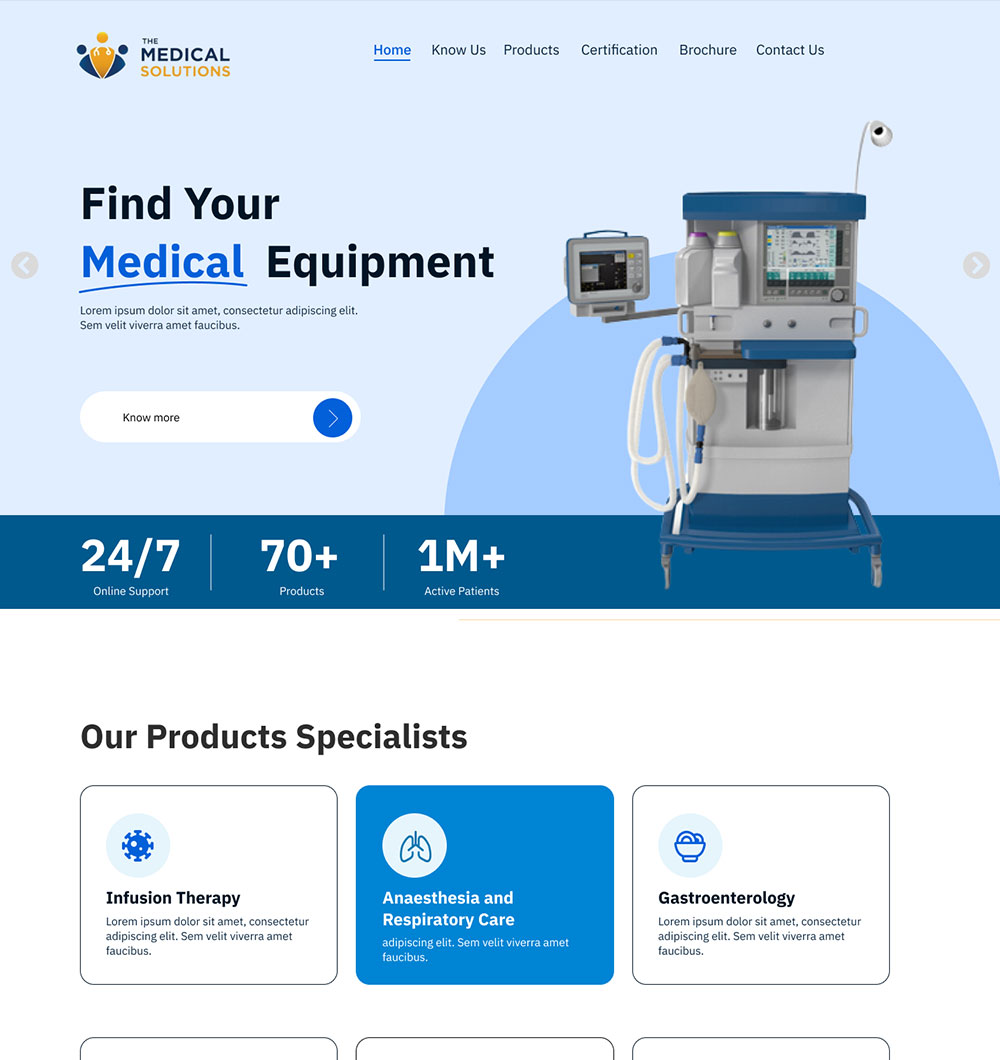 THE
MEDICAL
SOLUTIONS
Home Know Us Products Certification Brochure Contact Us
Find Your
Medical Equipment
Lorem ipsum dolor sit amet, consectetur adipiscing elit.
Sem velit viverra amet faucibus.
Know more
24/7 70+ 1M+
Online Support Products Active Patients
Our Products Specialists
Infusion Therapy
Lorem ipsum dolor sit amet, consectetur
adipiscing elit. Sem velit viverra amet
faucibus.
Anaesthesia and
Respiratory Care
adipiscing elit. Sem velit viverra amet
faucibus.
Gastroenterology
Lorem ipsum dolor sit amet, consectetur
adipiscing elit. Sem velit viverra amet
faucibus.